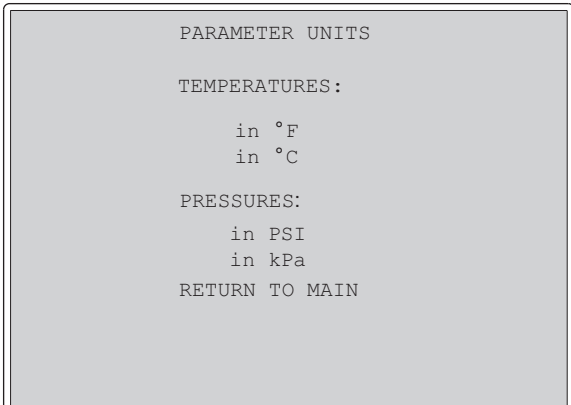 PARAMETER UNITS
TEMPERATURES:
in °F
in °C
PRESSURES:
in PSI
in kPa
RETURN TO MAIN